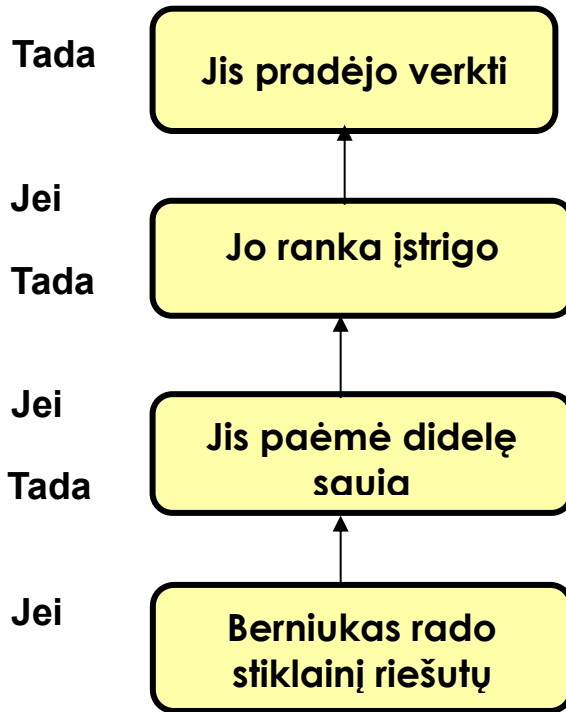 Tada
Jis pradėjo verkti
Jei
Jo ranka įstrigo
Tada
Jei
Jis paėmė didelę
sauja
Tada
Jei
Berniukas rado
stiklainį riešutų